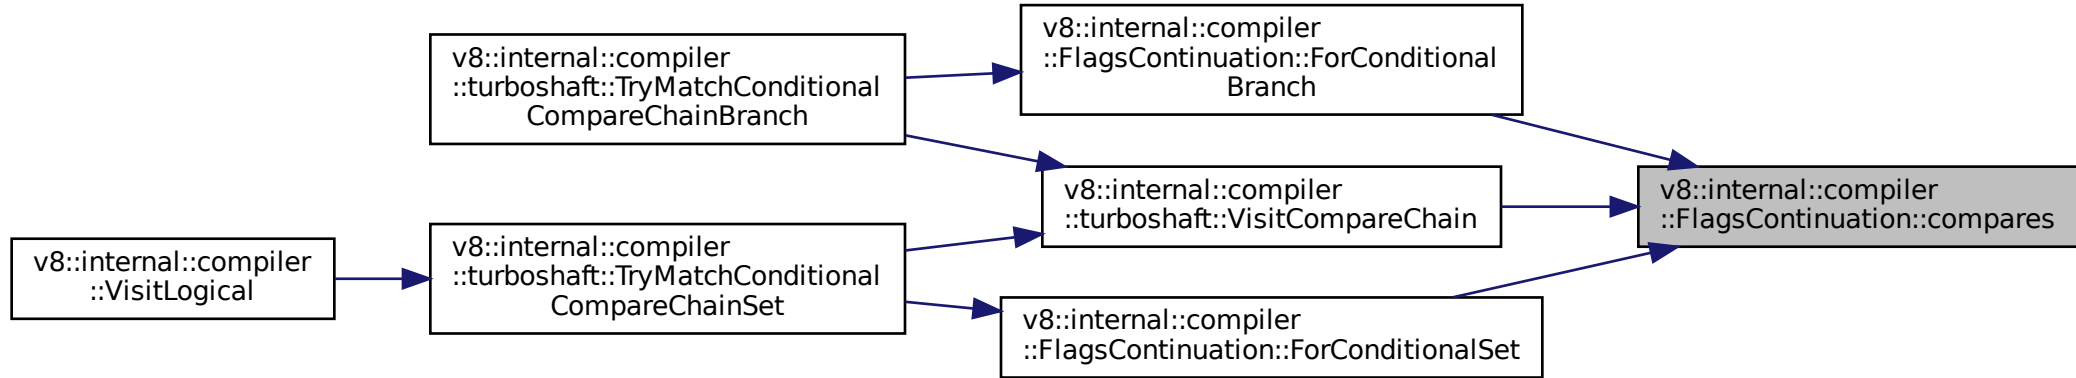 v8::internal::compiler
::VisitLogical
v8::internal::compiler
::turboshaft::TryMatchConditional
CompareChainBranch
v8::internal::compiler
::turboshaft::TryMatchConditional
CompareChainSet
v8::internal::compiler
::FlagsContinuation::ForConditional
Branch
v8::internal::compiler
::turboshaft::VisitCompareChain
v8::internal::compiler
::FlagsContinuation::ForConditionalSet
v8::internal::compiler
::FlagsContinuation::compares